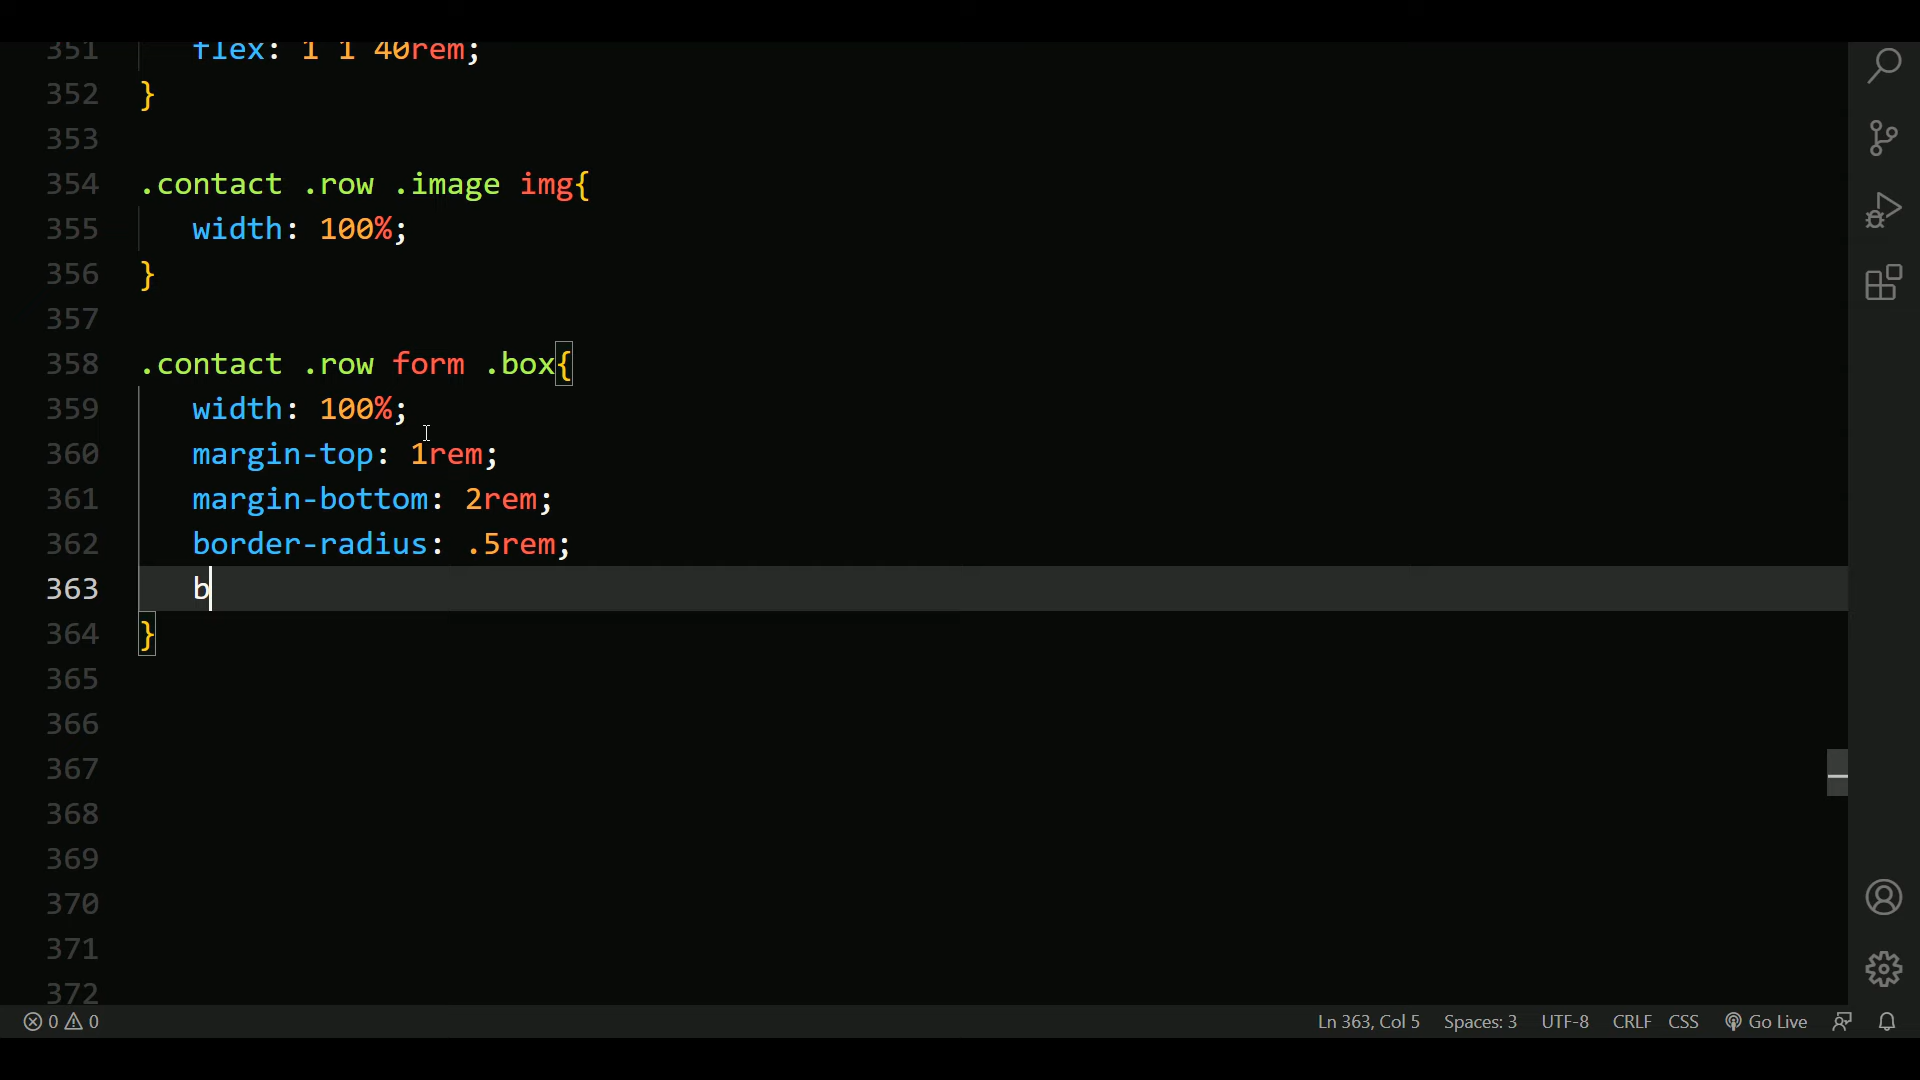 351 flex: 1 1 40rem;
352 }
353
354 .contact .row .image img{
355 width: 100%;
356 }
357
358 .contact .row form .box{
359 width: 100%;
360 margin-top: 1rem;
361 margin-bottom: 2rem;
362 border-radius: .5rem;
363 b
364 }
365
366
367
368
369
370
371
372
0 0 Ln 363, Col 5 Spaces: 3 UTF-8 CRLF CSS Go Live